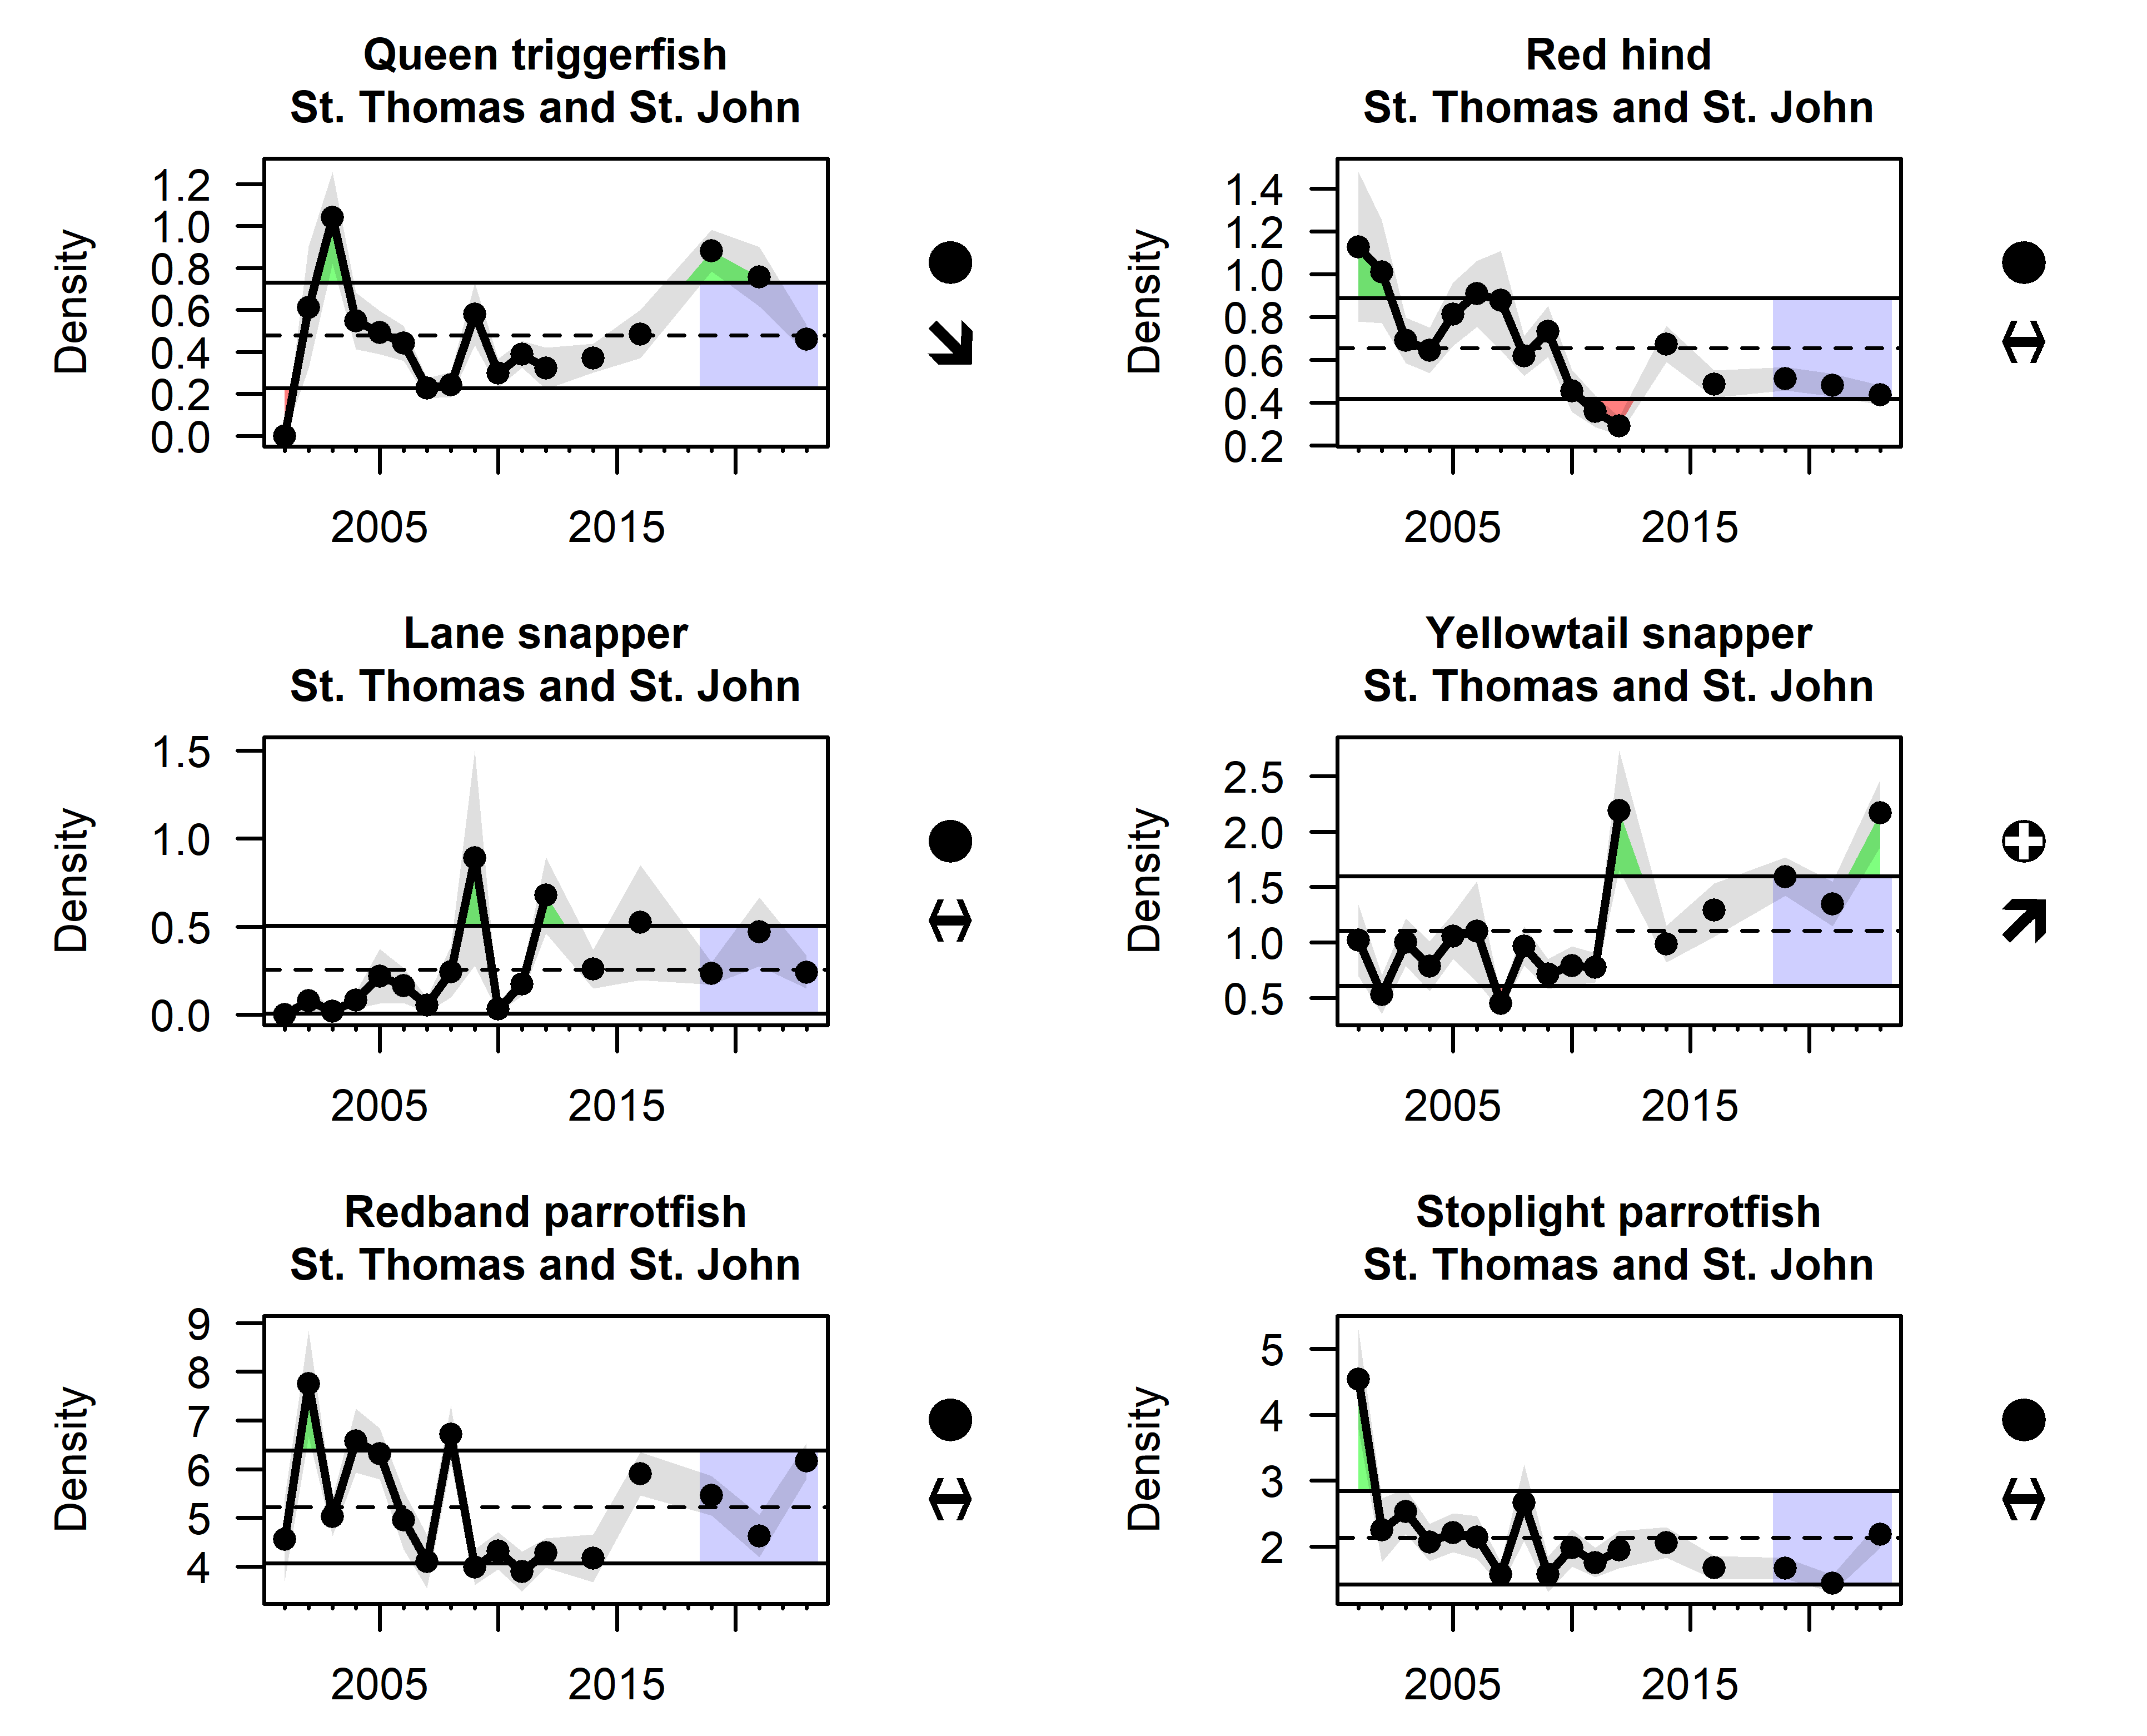 Queen triggerfish
St. Thomas and St. John
Density
1.2
1.0
0.8
0.6
0.4
0.2
0.0
2005 2015
Red hind
St. Thomas and St. John
Density
1.4
1.2
1.0
0.8
0.6
0.4
0.2
2005 2015
Lane snapper
St. Thomas and St. John
Density
1.5
1.0
0.5
0.0
2005 2015
Yellowtail snapper
St. Thomas and St. John
Density
2.5
2.0
1.5
1.0
0.5
2005 2015
Redband parrotfish
St. Thomas and St. John
Density
9
8
7
6
5
4
2005 2015
Stoplight parrotfish
St. Thomas and St. John
Density
5
4
3
2
2005 2015